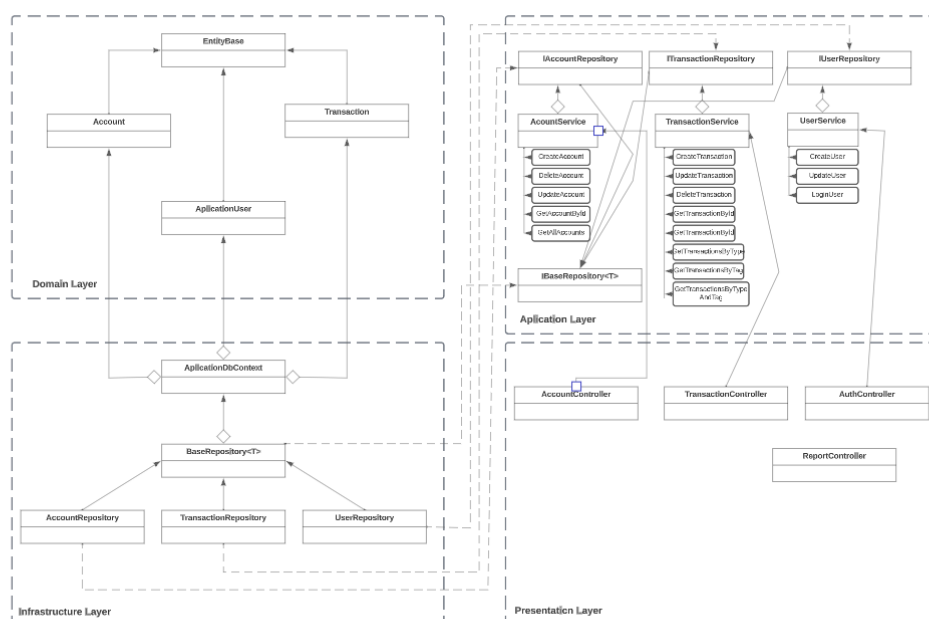 EntityBase
Account
Transaction
AplicationUser
Domain Layer
IAccountRepository
ITransactionRepository
IUserRepository
AcountService
TransactionService
UserService
CreateAccount
DeleteAccount
UpdateAccount
GetAccountById
GetAllAccounts
CreateTransaction
UpdateTransaction
DeleteTransaction
GetTransactionById
GetTransactionById
GetTransactionsByType
GetTransactionsByTag
GetTransactionsByType
AndTag
CreateUser
UpdateUser
LoginUser
IBaseRepository<T>
Aplication Layer
AplicationDbContext
BaseRepository<T>
AccountRepository
TransactionRepository
UserRepository
Infrastructure Layer
AccountController
TransactionController
AuthController
ReportController
Presentation Layer